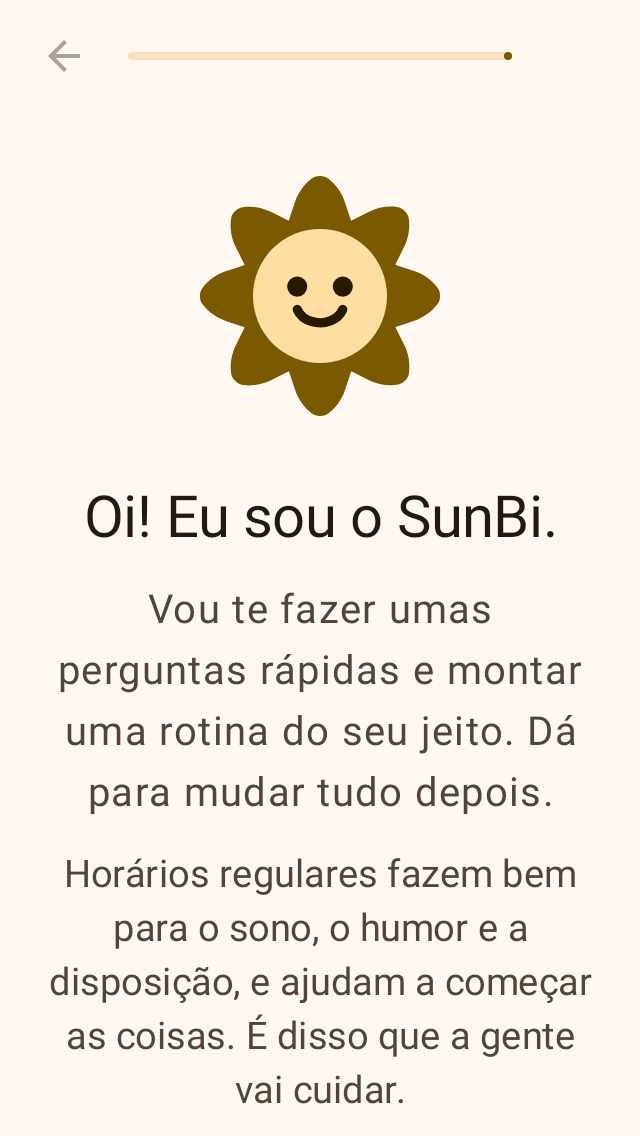 Oi! Eu sou o SunBi.
Vou te fazer umas
perguntas rápidas e montar
uma rotina do seu jeito. Dá
para mudar tudo depois.
Horários regulares fazem bem
para o sono, o humor e a
disposição, e ajudam a começar
as coisas. É disso que a gente
vai cuidar.